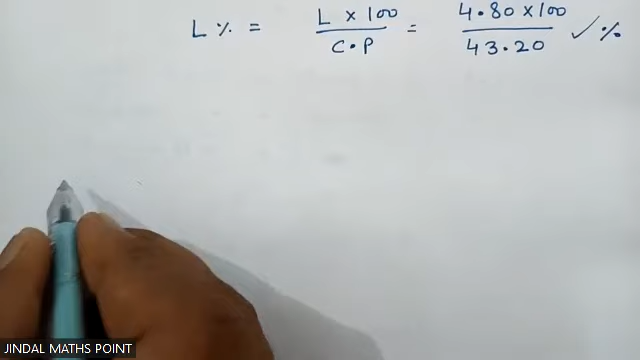 L % = L × 100 / C.P = 4.80 × 100 / 43.20 ✓ %
JINDAL MATHS POINT